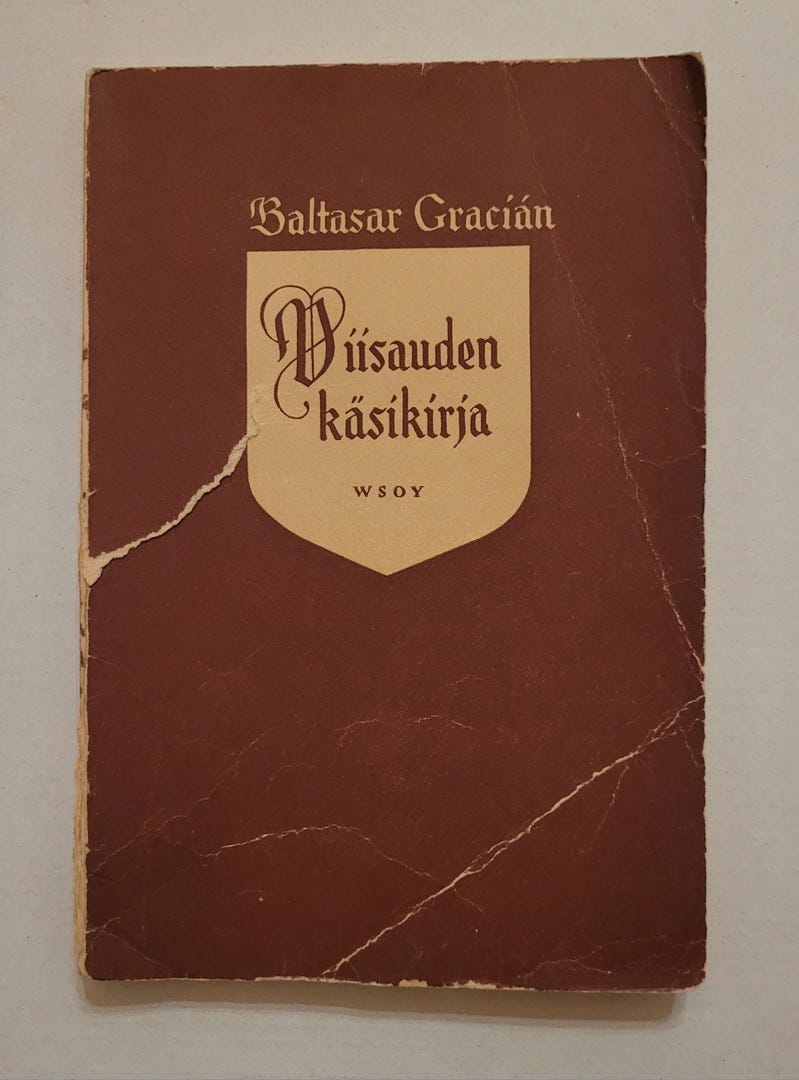 Baltasar Gracián
Viisauden
käsikirja
WSOY